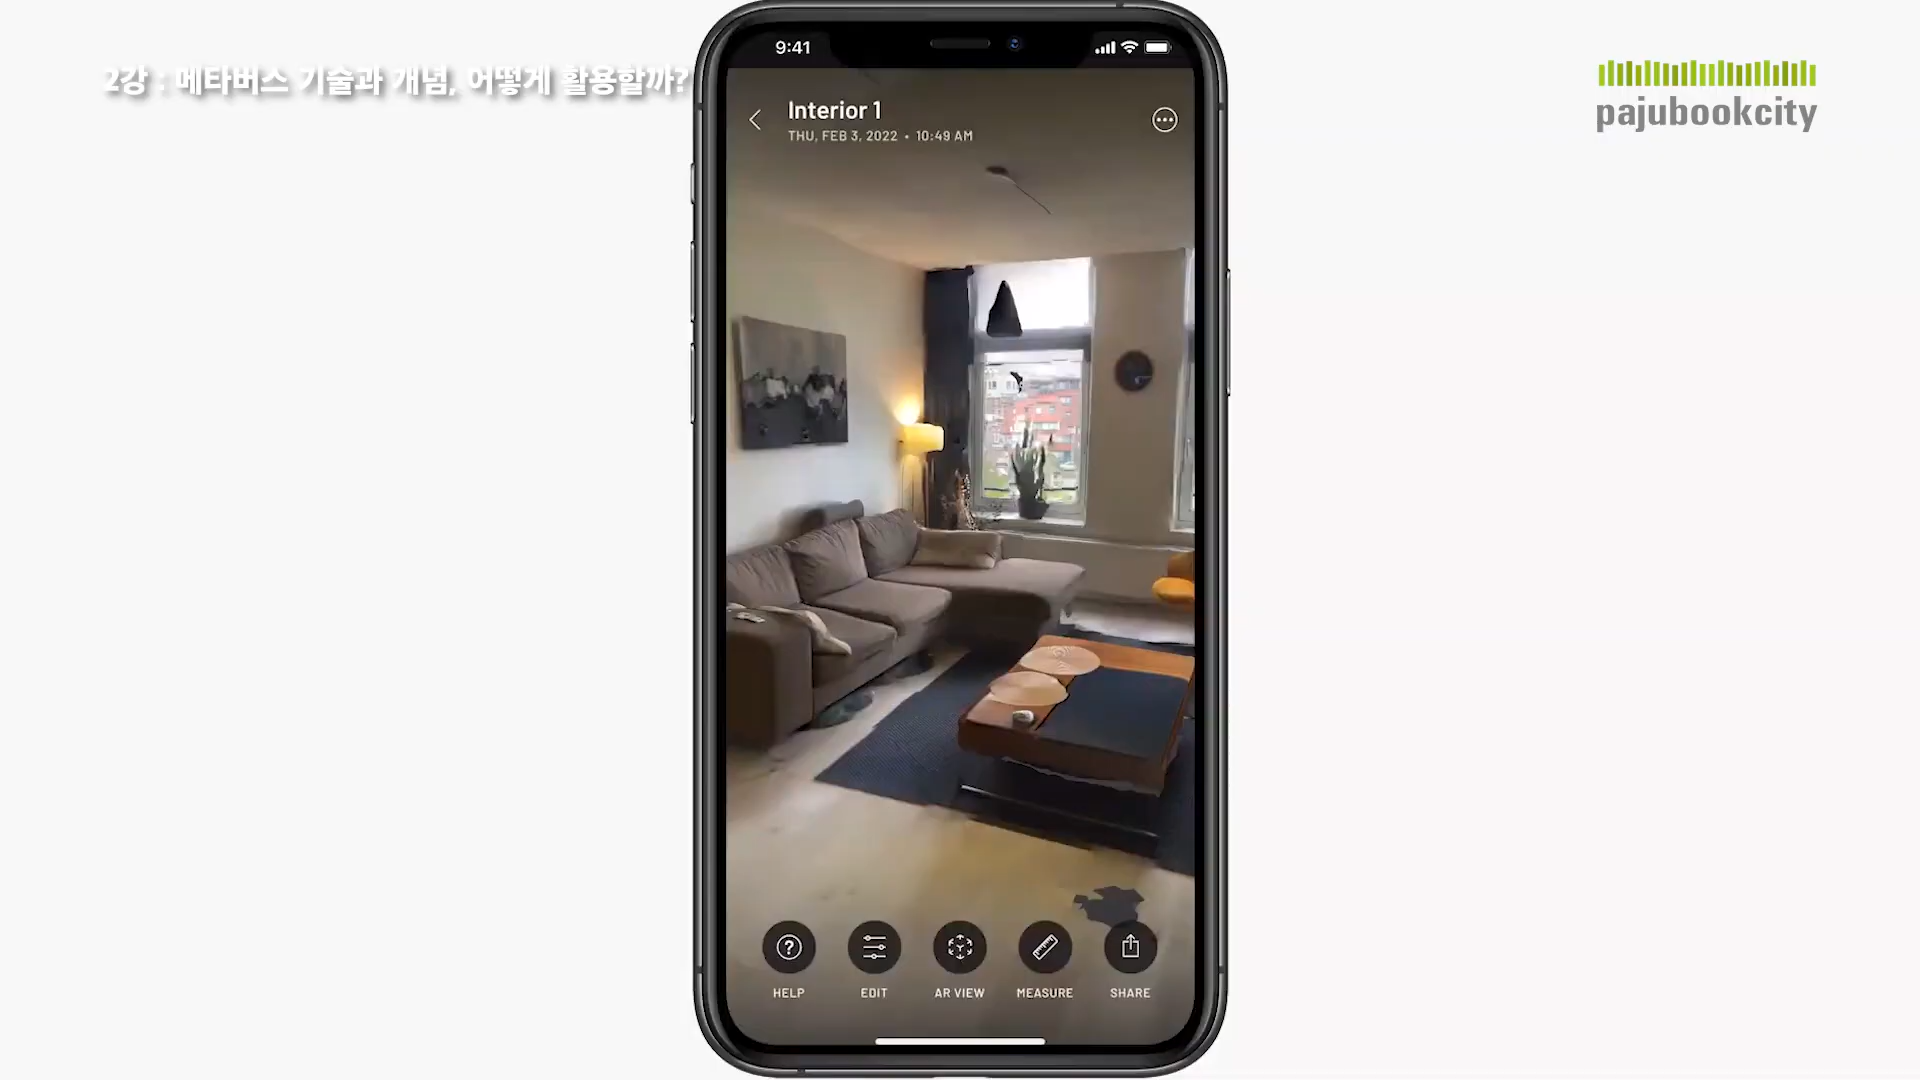 9:41
2강 : 메타버스 기술과 개념, 어떻게 활용할까?
pajubookcity
Interior 1
THU, FEB 3, 2022 • 10:49 AM
HELP
EDIT
AR VIEW
MEASURE
SHARE